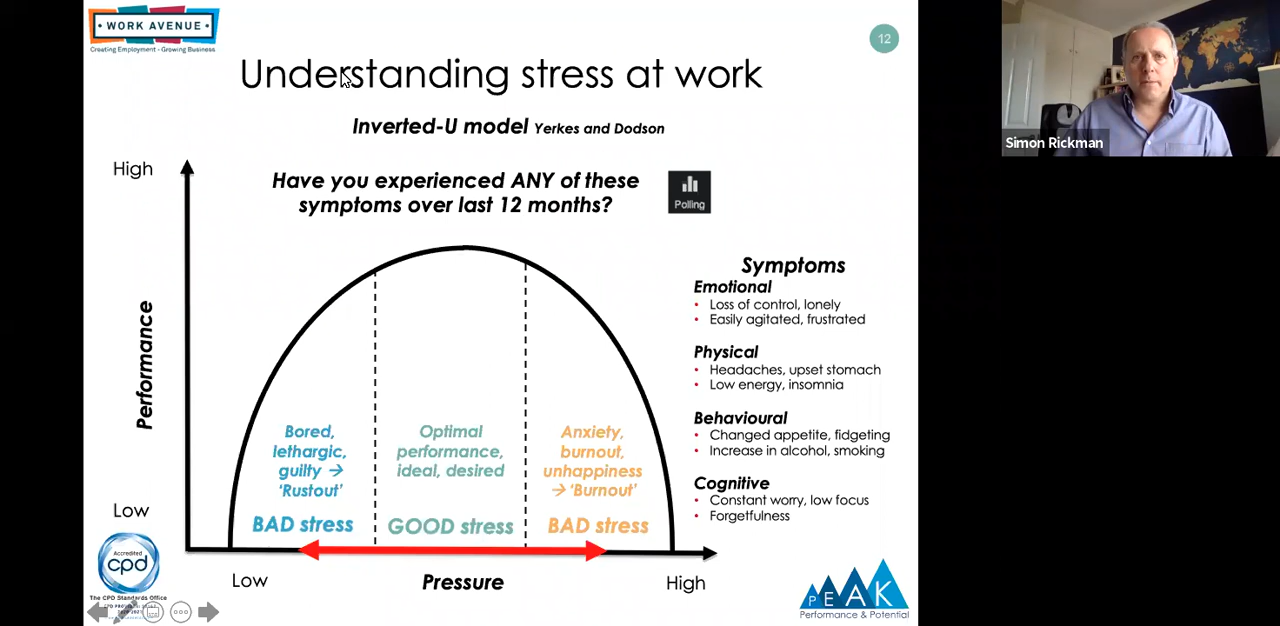 • WORK AVENUE •
Creating Employment • Growing Business
12
Understanding stress at work
Inverted-U model Yerkes and Dodson
Have you experienced ANY of these
symptoms over last 12 months?
Polling
High
Performance
Low
Bored,
lethargic,
guilty →
‘Rustout’
BAD stress
Optimal
performance,
ideal, desired
GOOD stress
Anxiety,
burnout,
unhappiness
→ ‘Burnout’
BAD stress
Low
Pressure
High
Symptoms
Emotional
• Loss of control, lonely
• Easily agitated, frustrated
Physical
• Headaches, upset stomach
• Low energy, insomnia
Behavioural
• Changed appetite, fidgeting
• Increase in alcohol, smoking
Cognitive
• Constant worry, low focus
• Forgetfulness
Accredited
cpd
The CPD Standards Office
PEAK
Performance & Potential
Simon Rickman